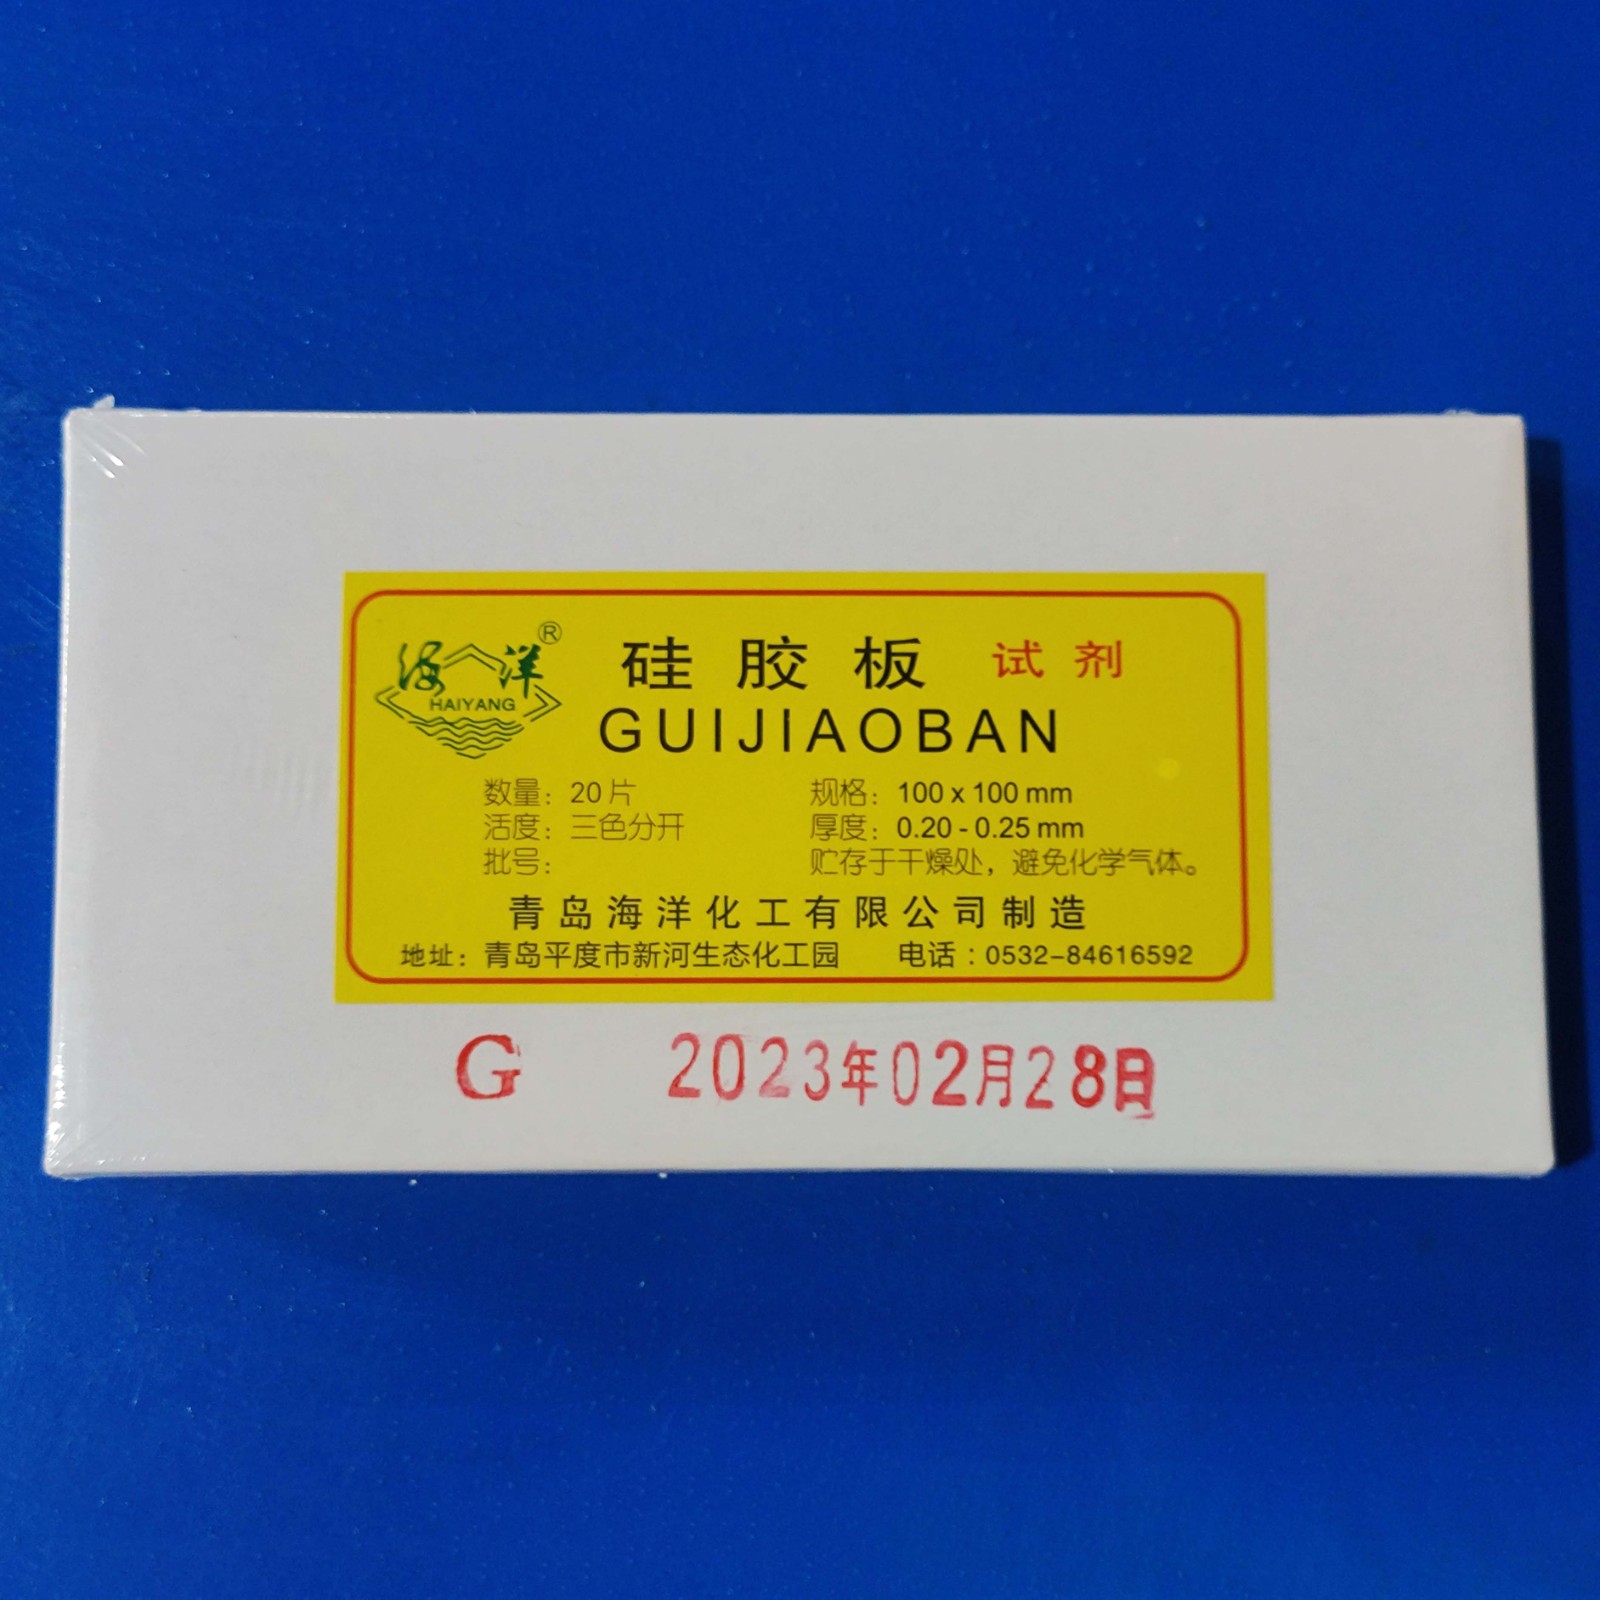 海洋®
HAIYANG
硅胶板 试剂
GUIJIAOBAN
数量：20片 规格：100 x 100 mm
活度：三色分开 厚度：0.20 - 0.25 mm
批号： 贮存于干燥处，避免化学气体。
青岛海洋化工有限公司制造
地址：青岛平度市新河生态化工园 电话：0532-84616592
G 2023年02月28日